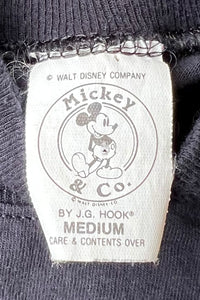 © WALT DISNEY COMPANY
Mickey
& Co.
© WALT DISNEY CO.
BY J.G. HOOK®
MEDIUM
CARE & CONTENTS OVER